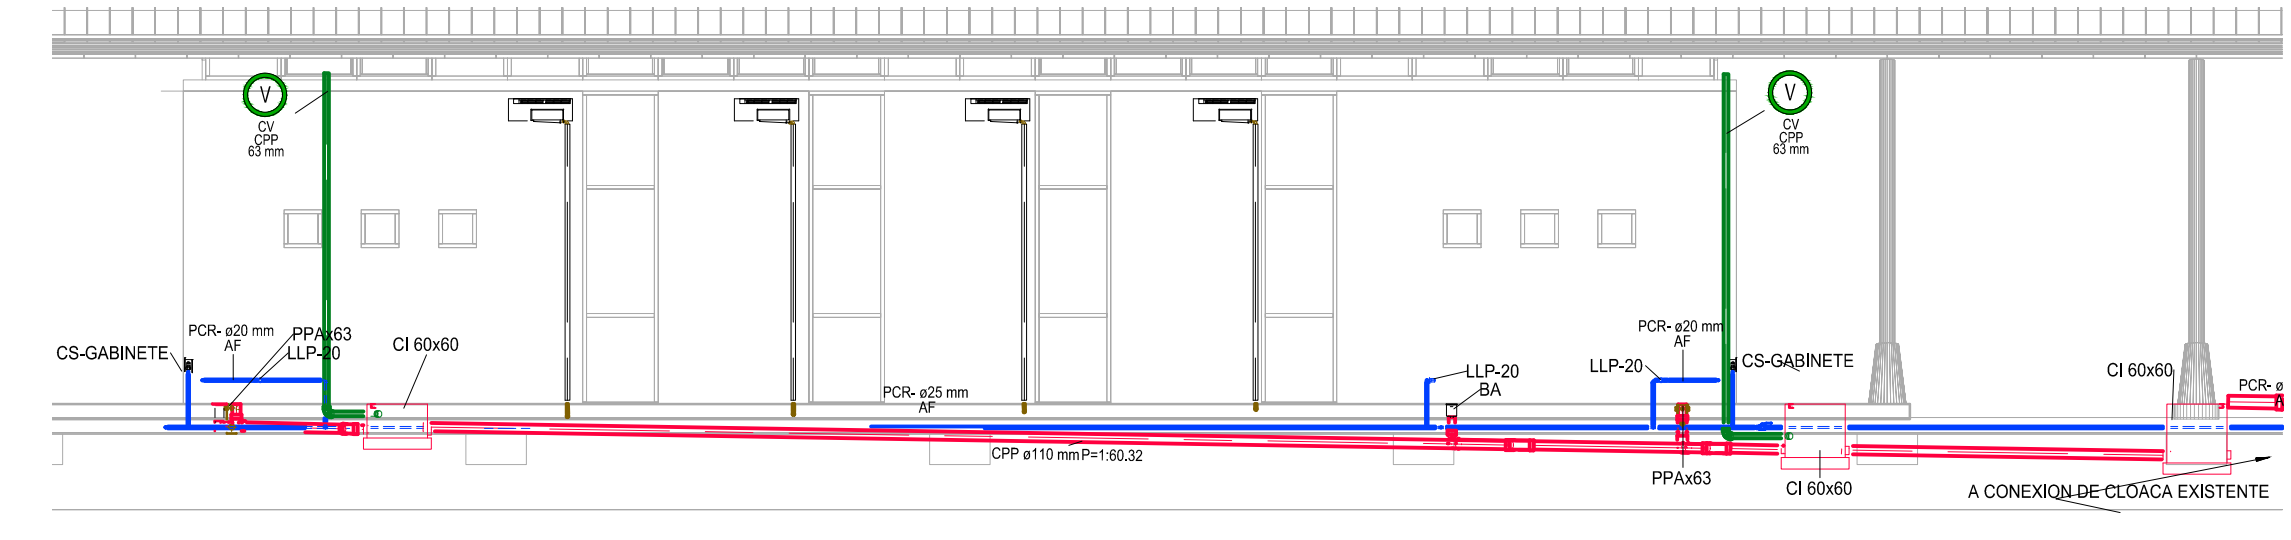 V
CV
CPP
63 mm
V
CV
CPP
63 mm
PCR- ø20 mm
AF
PPAx63
LLP-20
CS-GABINETE
CI 60x60
PCR- ø25 mm
AF
CPP ø110 mm P=1:60.32
LLP-20
BA
LLP-20
PCR- ø20 mm
AF
CS-GABINETE
PPAx63
CI 60x60
CI 60x60
PCR- ø
A
A CONEXION DE CLOACA EXISTENTE